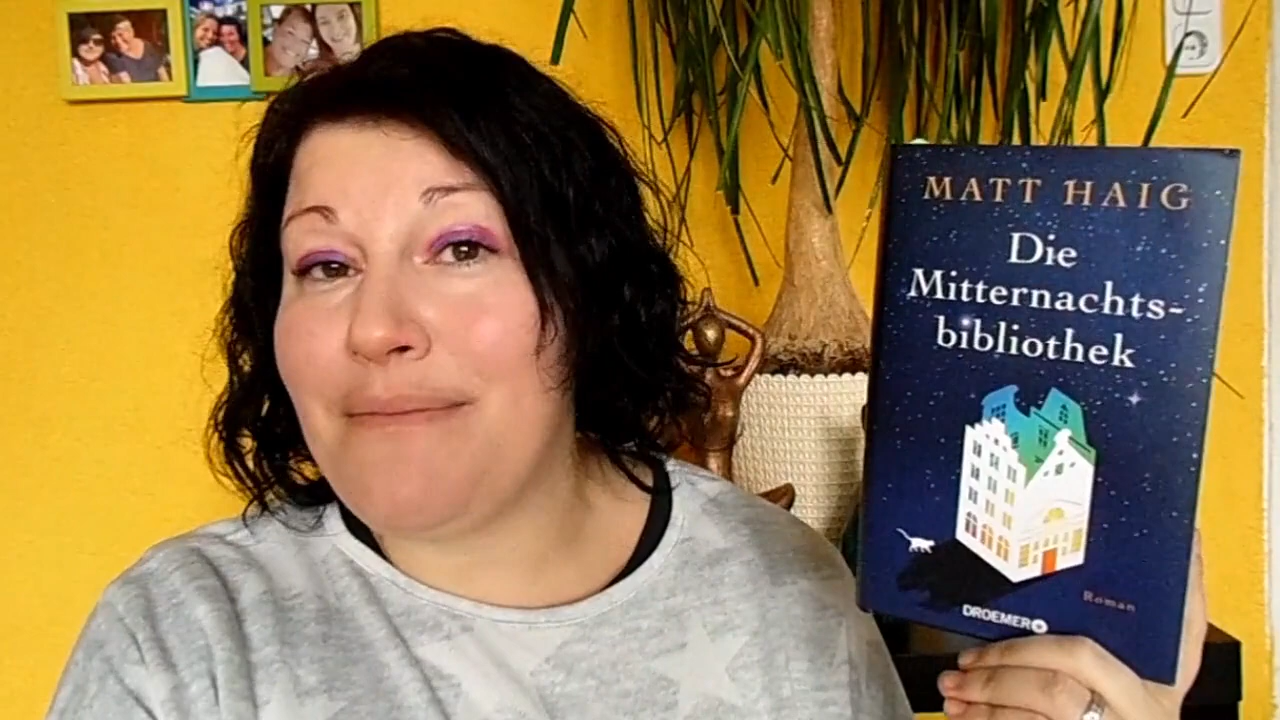 MATT HAIG
Die
Mitternachts-
bibliothek
Roman
DROEMER